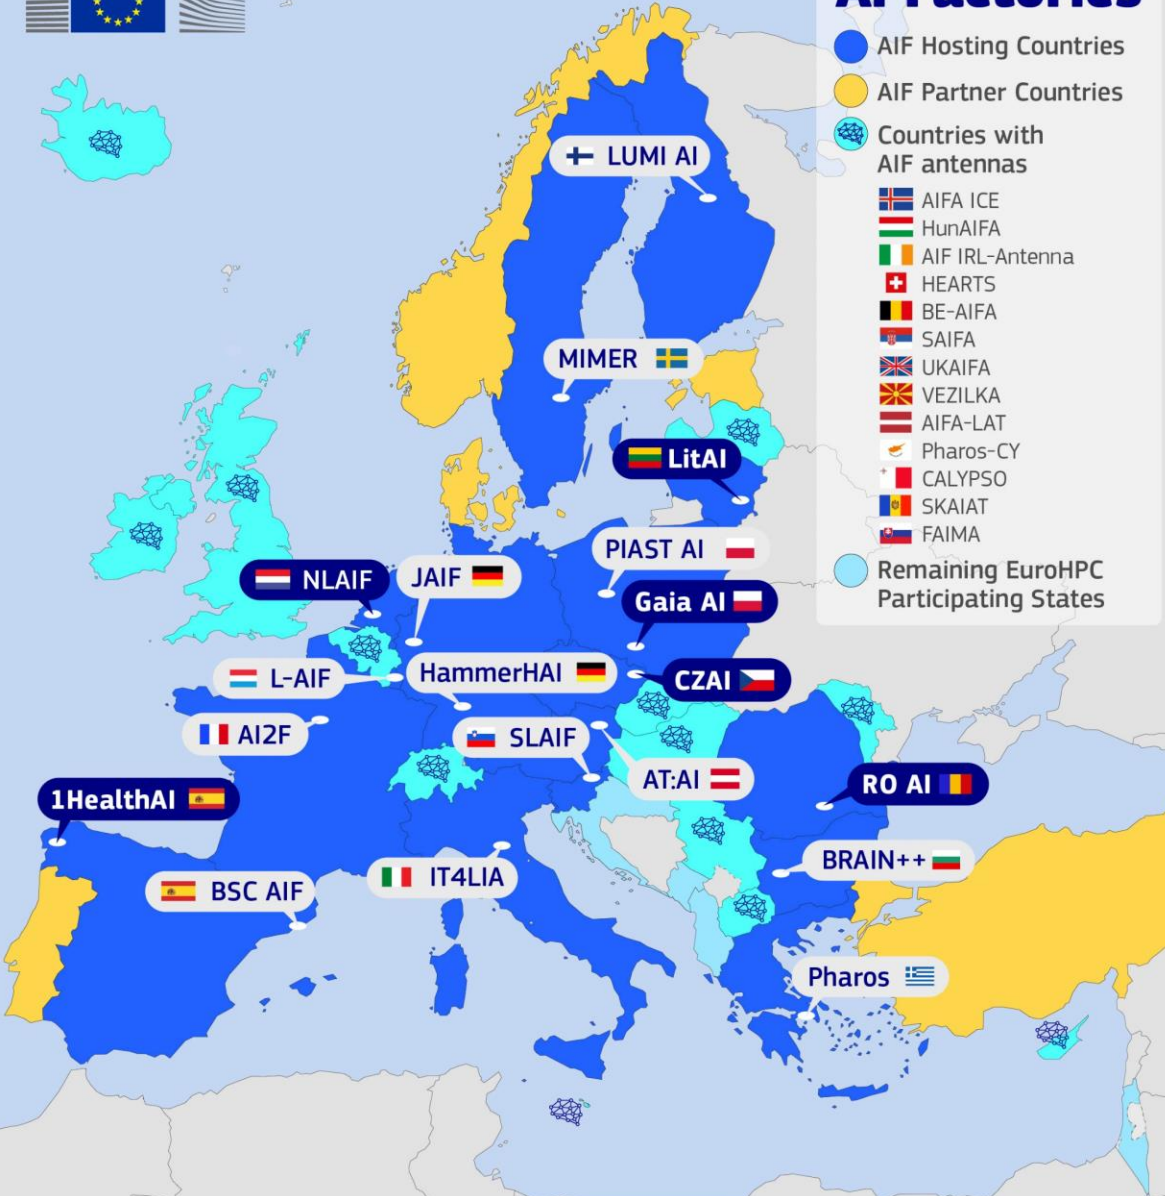 AI Factories
AIF Hosting Countries
AIF Partner Countries
Countries with
AIF antennas
AIFA ICE
HunAIFA
AIF IRL-Antenna
HEARTS
BE-AIFA
SAIFA
UKAIFA
VEZILKA
AIFA-LAT
Pharos-CY
CALYPSO
SKAIAT
FAIMA
Remaining EuroHPC
Participating States
LUMI AI
MIMER
LitAI
PIAST AI
NLAIF
JAIF
Gaia AI
L-AIF
HammerHAI
CZAI
AI2F
SLAIF
AT:AI
RO AI
1HealthAI
BRAIN++
IT4LIA
BSC AIF
Pharos